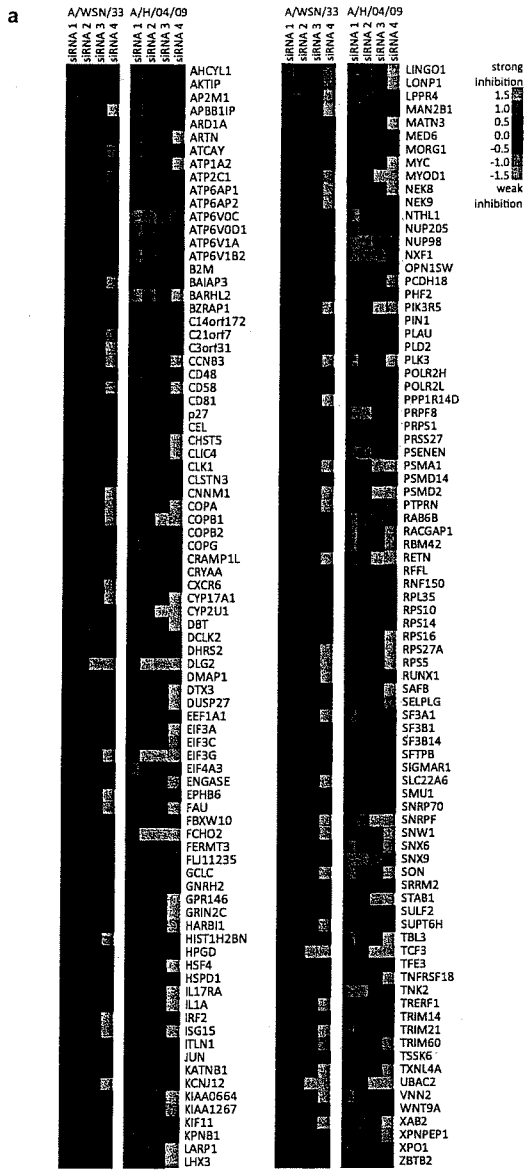 a
A/WSN/33 A/H/04/09
siRNA 1
siRNA 2
siRNA 3
siRNA 4
siRNA 1
siRNA 2
siRNA 3
siRNA 4
AHCYL1
AKTIP
AP2M1
APBB1IP
ARD1A
ARTN
ATCAY
ATP1A2
ATP2C1
ATP6AP1
ATP6AP2
ATP6V0C
ATP6V0D1
ATP6V1A
ATP6V1B2
B2M
BAIAP3
BARHL2
BZRAP1
C14orf172
C21orf7
C3orf31
CCNB3
CD48
CD58
CD81
p27
CEL
CHST5
CLIC4
CLK1
CLSTN3
CNNM1
COPA
COPB1
COPB2
COPG
CRAMP1L
CRYAA
CXCR6
CYP17A1
CYP2U1
DBT
DCLK2
DHRS2
DLG2
DMAP1
DTX3
DUSP27
EEF1A1
EIF3A
EIF3C
EIF3G
EIF4A3
ENGASE
EPHB6
FAU
FBXW10
FCHO2
FERMT3
FLJ11235
GCLC
GNRH2
GPR146
GRIN2C
HARBI1
HIST1H2BN
HPGD
HSF4
HSPD1
IL17RA
IL1A
IRF2
ISG15
ITLN1
JUN
KATNB1
KCNJ12
KIAA0664
KIAA1267
KIF11
KPNB1
LARP1
LHX3
A/WSN/33 A/H/04/09
siRNA 1
siRNA 2
siRNA 3
siRNA 4
siRNA 1
siRNA 2
siRNA 3
siRNA 4
LINGO1
LONP1
LPPR4
MAN2B1
MATN3
MED6
MORG1
MYC
MYOD1
NEK8
NEK9
NTHL1
NUP205
NUP98
NXF1
OPN1SW
PCDH18
PHF2
PIK3R5
PIN1
PLAU
PLD2
PLK3
POLR2H
POLR2L
PPP1R14D
PRPF8
PRPS1
PRSS27
PSENEN
PSMA1
PSMD14
PSMD2
PTPRN
RAB6B
RACGAP1
RBM42
RETN
RFFL
RNF150
RPL35
RPS10
RPS14
RPS16
RPS27A
RPS5
RUNX1
SAFB
SELPLG
SF3A1
SF3B1
SF3B14
SFTPB
SIGMAR1
SLC22A6
SMU1
SNRP70
SNRPF
SNW1
SNX6
SNX9
SON
SRRM2
STAB1
SULF2
SUPT6H
TBL3
TCF3
TFE3
TNFRSF18
TNK2
TRERF1
TRIM14
TRIM21
TRIM60
TSSK6
TXNL4A
UBAC2
VNN2
WNT9A
XAB2
XPNPEP1
XPO1
ZBTB2
strong
inhibition
1.5
1.0
0.5
0.0
-0.5
-1.0
-1.5
weak
inhibition